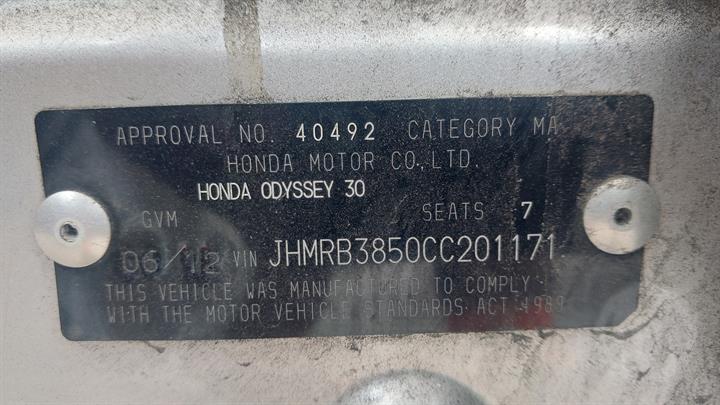 APPROVAL NO. 40492 CATEGORY MA
HONDA MOTOR CO.,LTD.
HONDA ODYSSEY 30
GVM SEATS 7
06/12 VIN JHMRB3850CC201171
THIS VEHICLE WAS MANUFACTURED TO COMPLY
WITH THE MOTOR VEHICLE STANDARDS ACT 1989